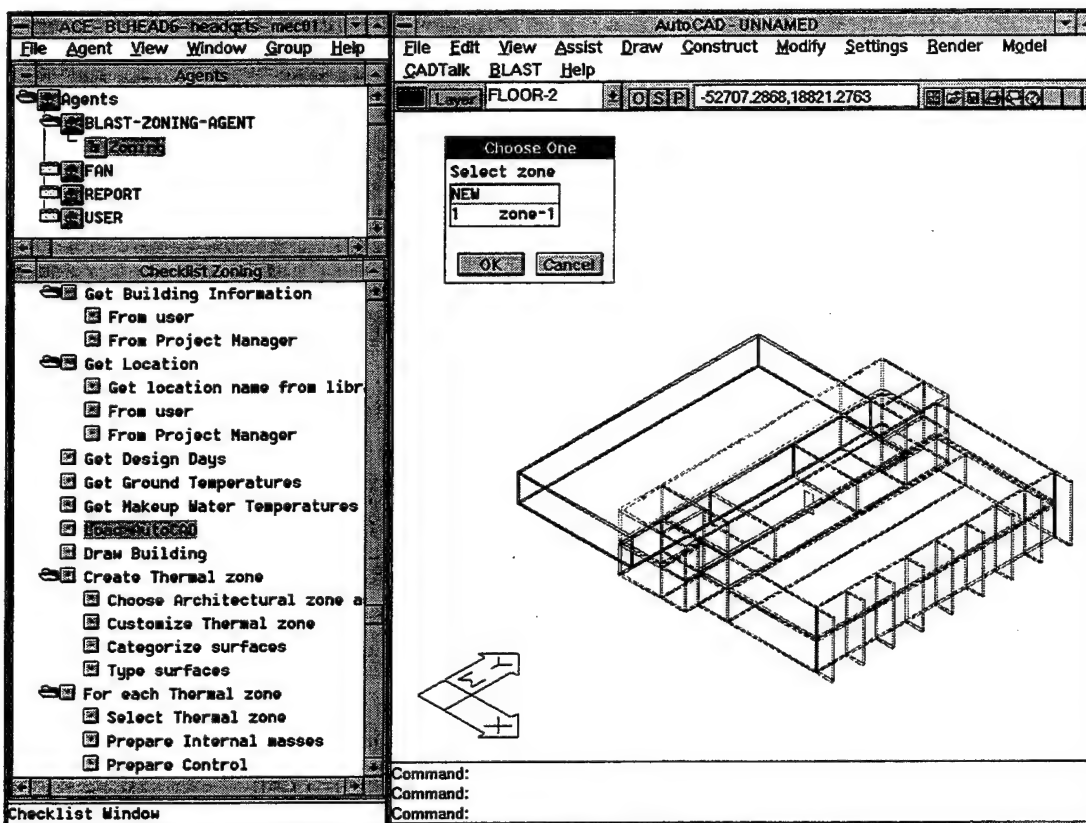 ACE-BLHEAD6-headqrts-mec01
File Agent View Window Group Help
Agents
Agents
BLAST-ZONING-AGENT
Zoning
FAN
REPORT
USER
Checklist Zoning
Get Building Information
From user
From Project Manager
Get Location
Get location name from libr
From user
From Project Manager
Get Design Days
Get Ground Temperatures
Get Makeup Water Temperatures
Load AutoCAD
Draw Building
Create Thermal zone
Choose Architectural zone a
Customize Thermal zone
Categorize surfaces
Type surfaces
For each Thermal zone
Select Thermal zone
Prepare Internal masses
Prepare Control
Checklist Window
AutoCAD - UNNAMED
File Edit View Assist Draw Construct Modify Settings Render Model
CADTalk BLAST Help
Layer FLOOR-2 O S P -52707.2868,18821.2763
Choose One
Select zone
NEW
1 zone-1
OK Cancel
Y
W
Command:
Command:
Command: